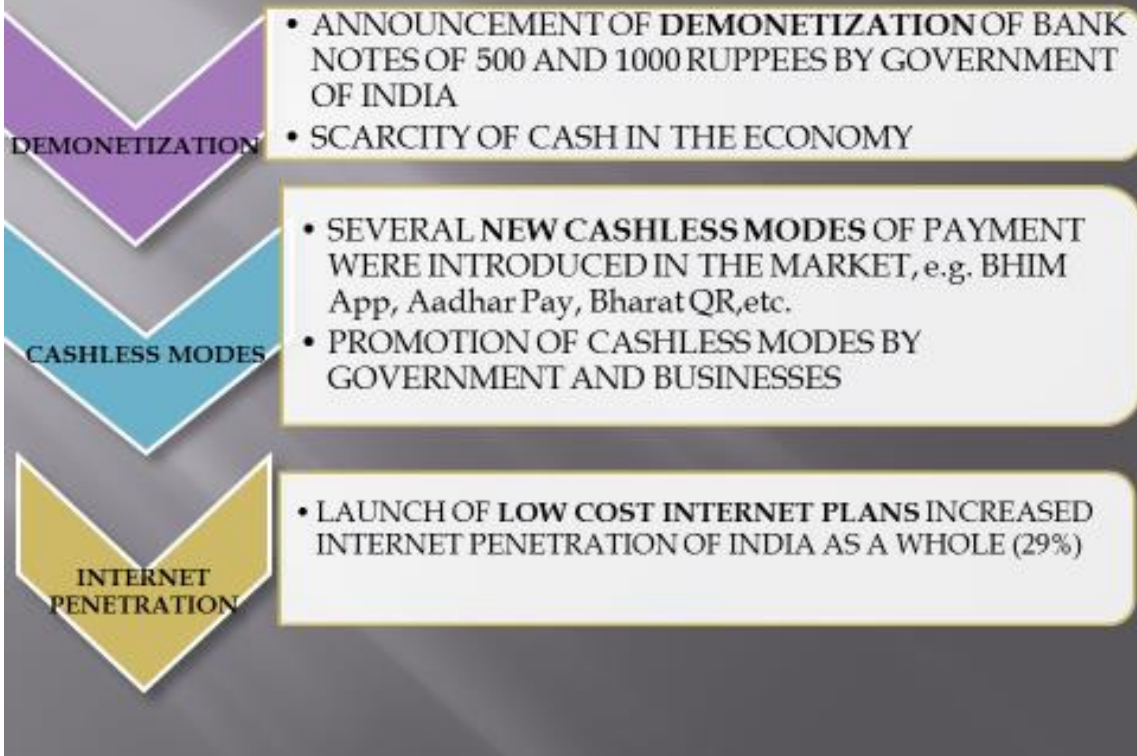 • ANNOUNCEMENT OF DEMONETIZATION OF BANK
NOTES OF 500 AND 1000 RUPPEES BY GOVERNMENT
OF INDIA
• SCARCITY OF CASH IN THE ECONOMY
DEMONETIZATION
• SEVERAL NEW CASHLESS MODES OF PAYMENT
WERE INTRODUCED IN THE MARKET, e.g. BHIM
App, Aadhar Pay, Bharat QR,etc.
• PROMOTION OF CASHLESS MODES BY
GOVERNMENT AND BUSINESSES
CASHLESS MODES
• LAUNCH OF LOW COST INTERNET PLANS INCREASED
INTERNET PENETRATION OF INDIA AS A WHOLE (29%)
INTERNET
PENETRATION